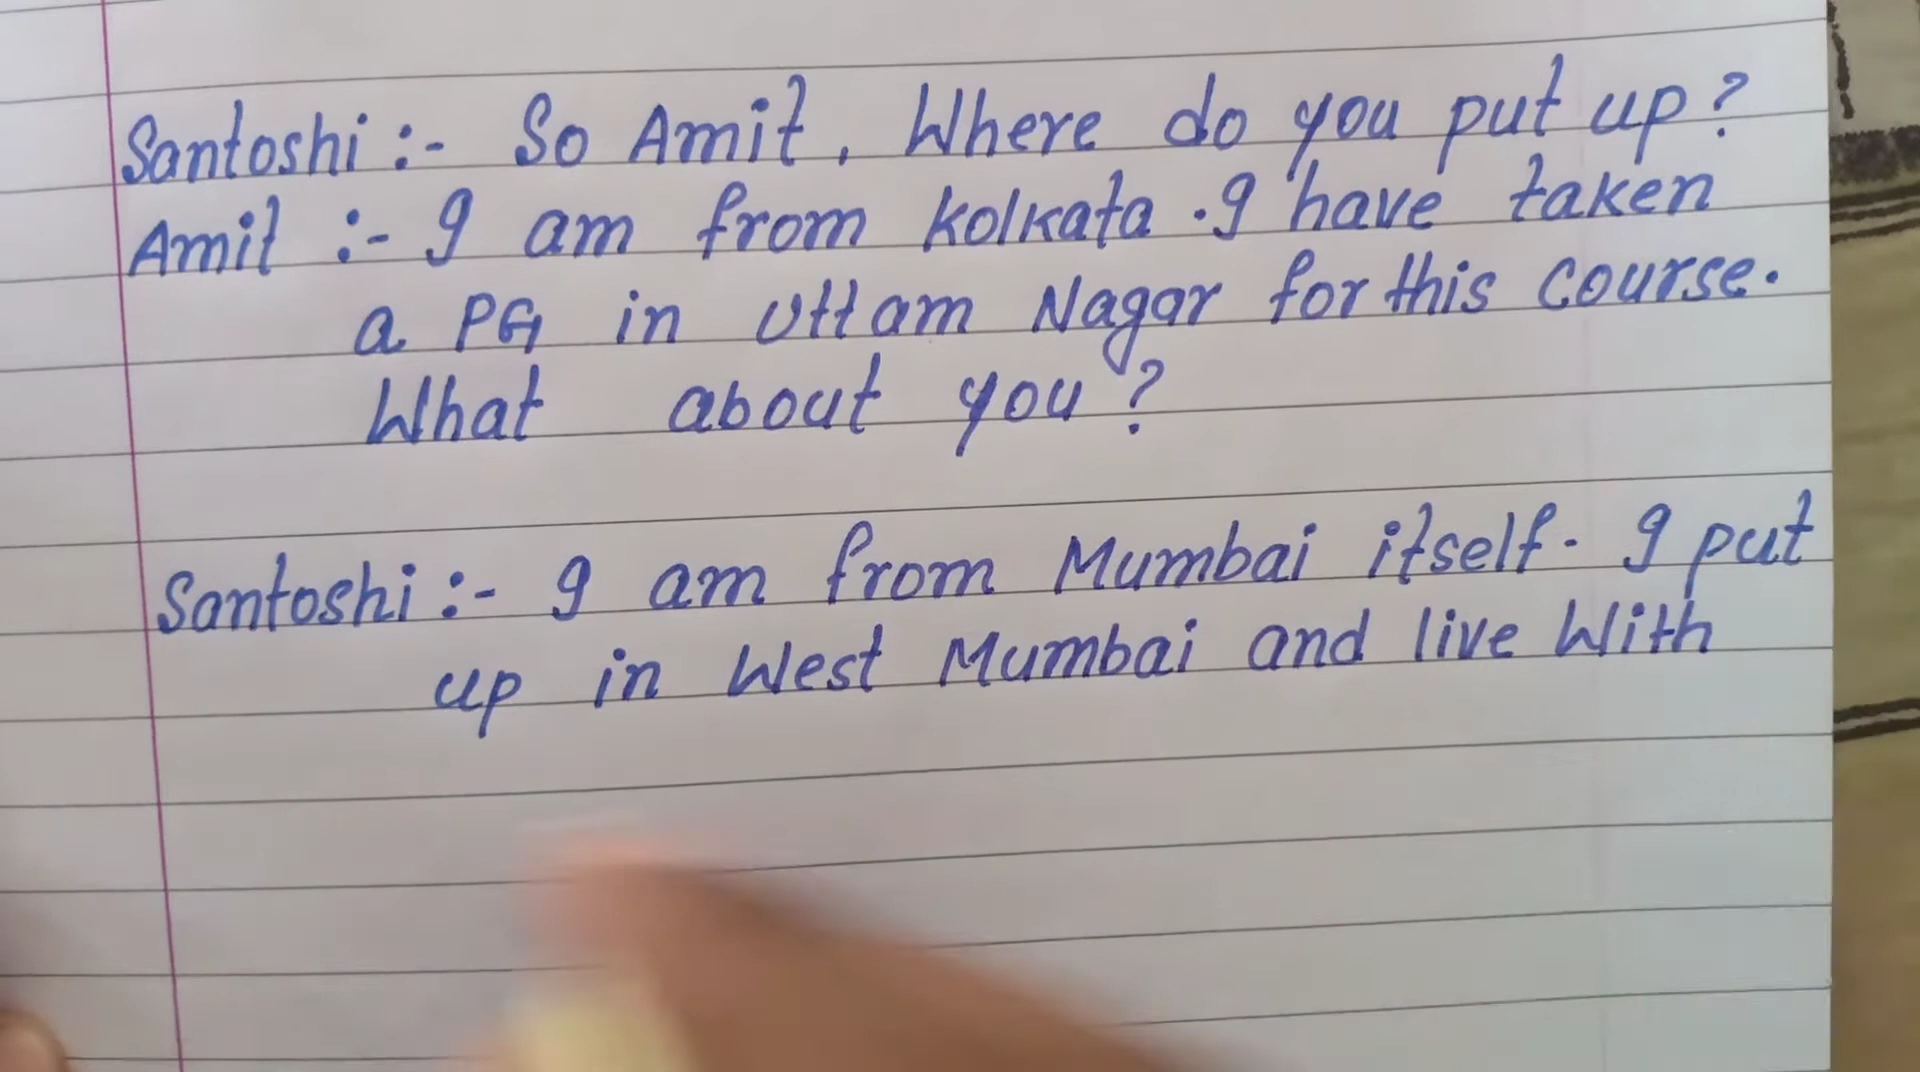 Santoshi :- So Amit, Where do you put up?
Amit :- I am from Kolkata. I have taken
a PG in Uttam Nagar for this course.
What about you?
Santoshi :- I am from Mumbai itself. I put
up in West Mumbai and live With